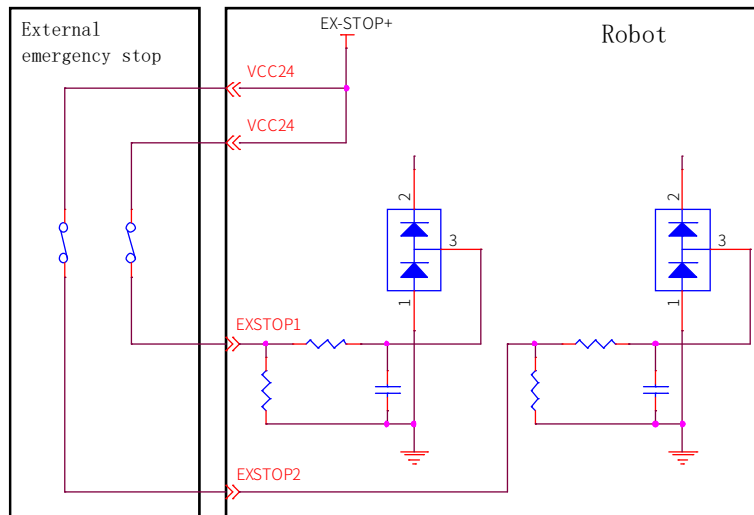 External
emergency stop
EX-STOP+
Robot
VCC24
VCC24
2
3
1
2
3
1
EXSTOP1
EXSTOP2